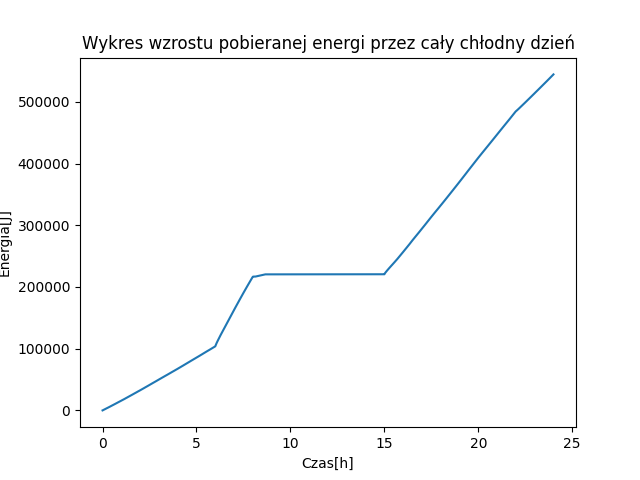 Wykres wzrostu pobieranej energi przez cały chłodny dzień
500000
400000
300000
200000
100000
0
Energia[J]
0 5 10 15 20 25
Czas[h]